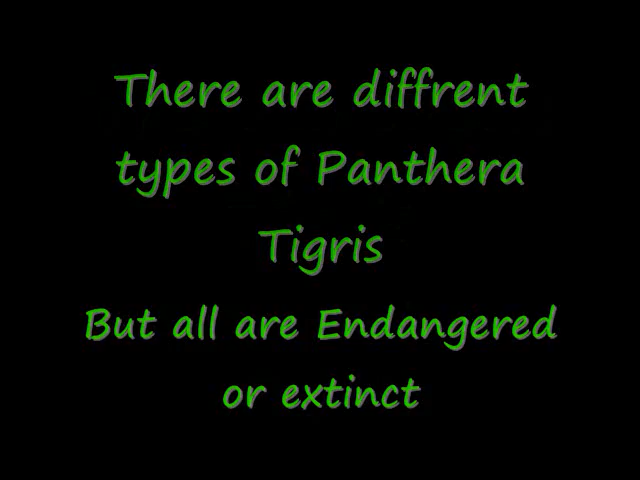 There are diffrent
types of Panthera
Tigris
But all are Endangered
or extinct